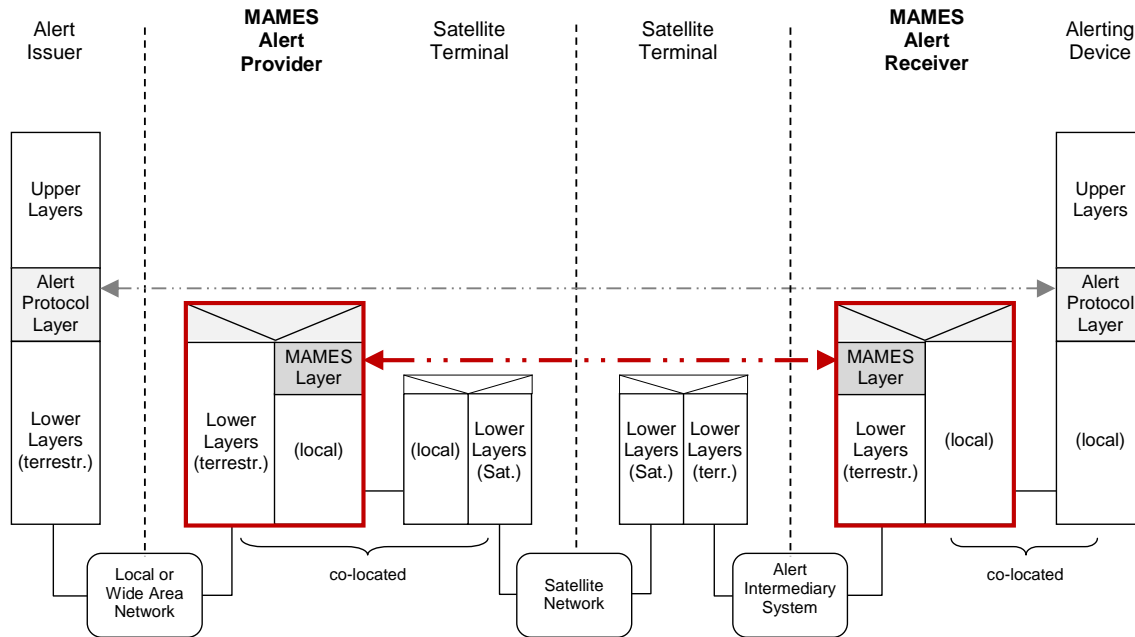 Alert
Issuer
MAMES
Alert
Provider
Satellite
Terminal
Satellite
Terminal
MAMES
Alert
Receiver
Alerting
Device
Upper
Layers
Alert
Protocol
Layer
Lower
Layers
(terrestr.)
Lower
Layers
(terrestr.)
MAMES
Layer
(local)
(local)
Lower
Layers
(Sat.)
Lower
Layers
(Sat.)
Lower
Layers
(terr.)
MAMES
Layer
Lower
Layers
(terrestr.)
(local)
Upper
Layers
Alert
Protocol
Layer
(local)
Local or
Wide Area
Network
co-located
Satellite
Network
Alert
Intermediary
System
co-located